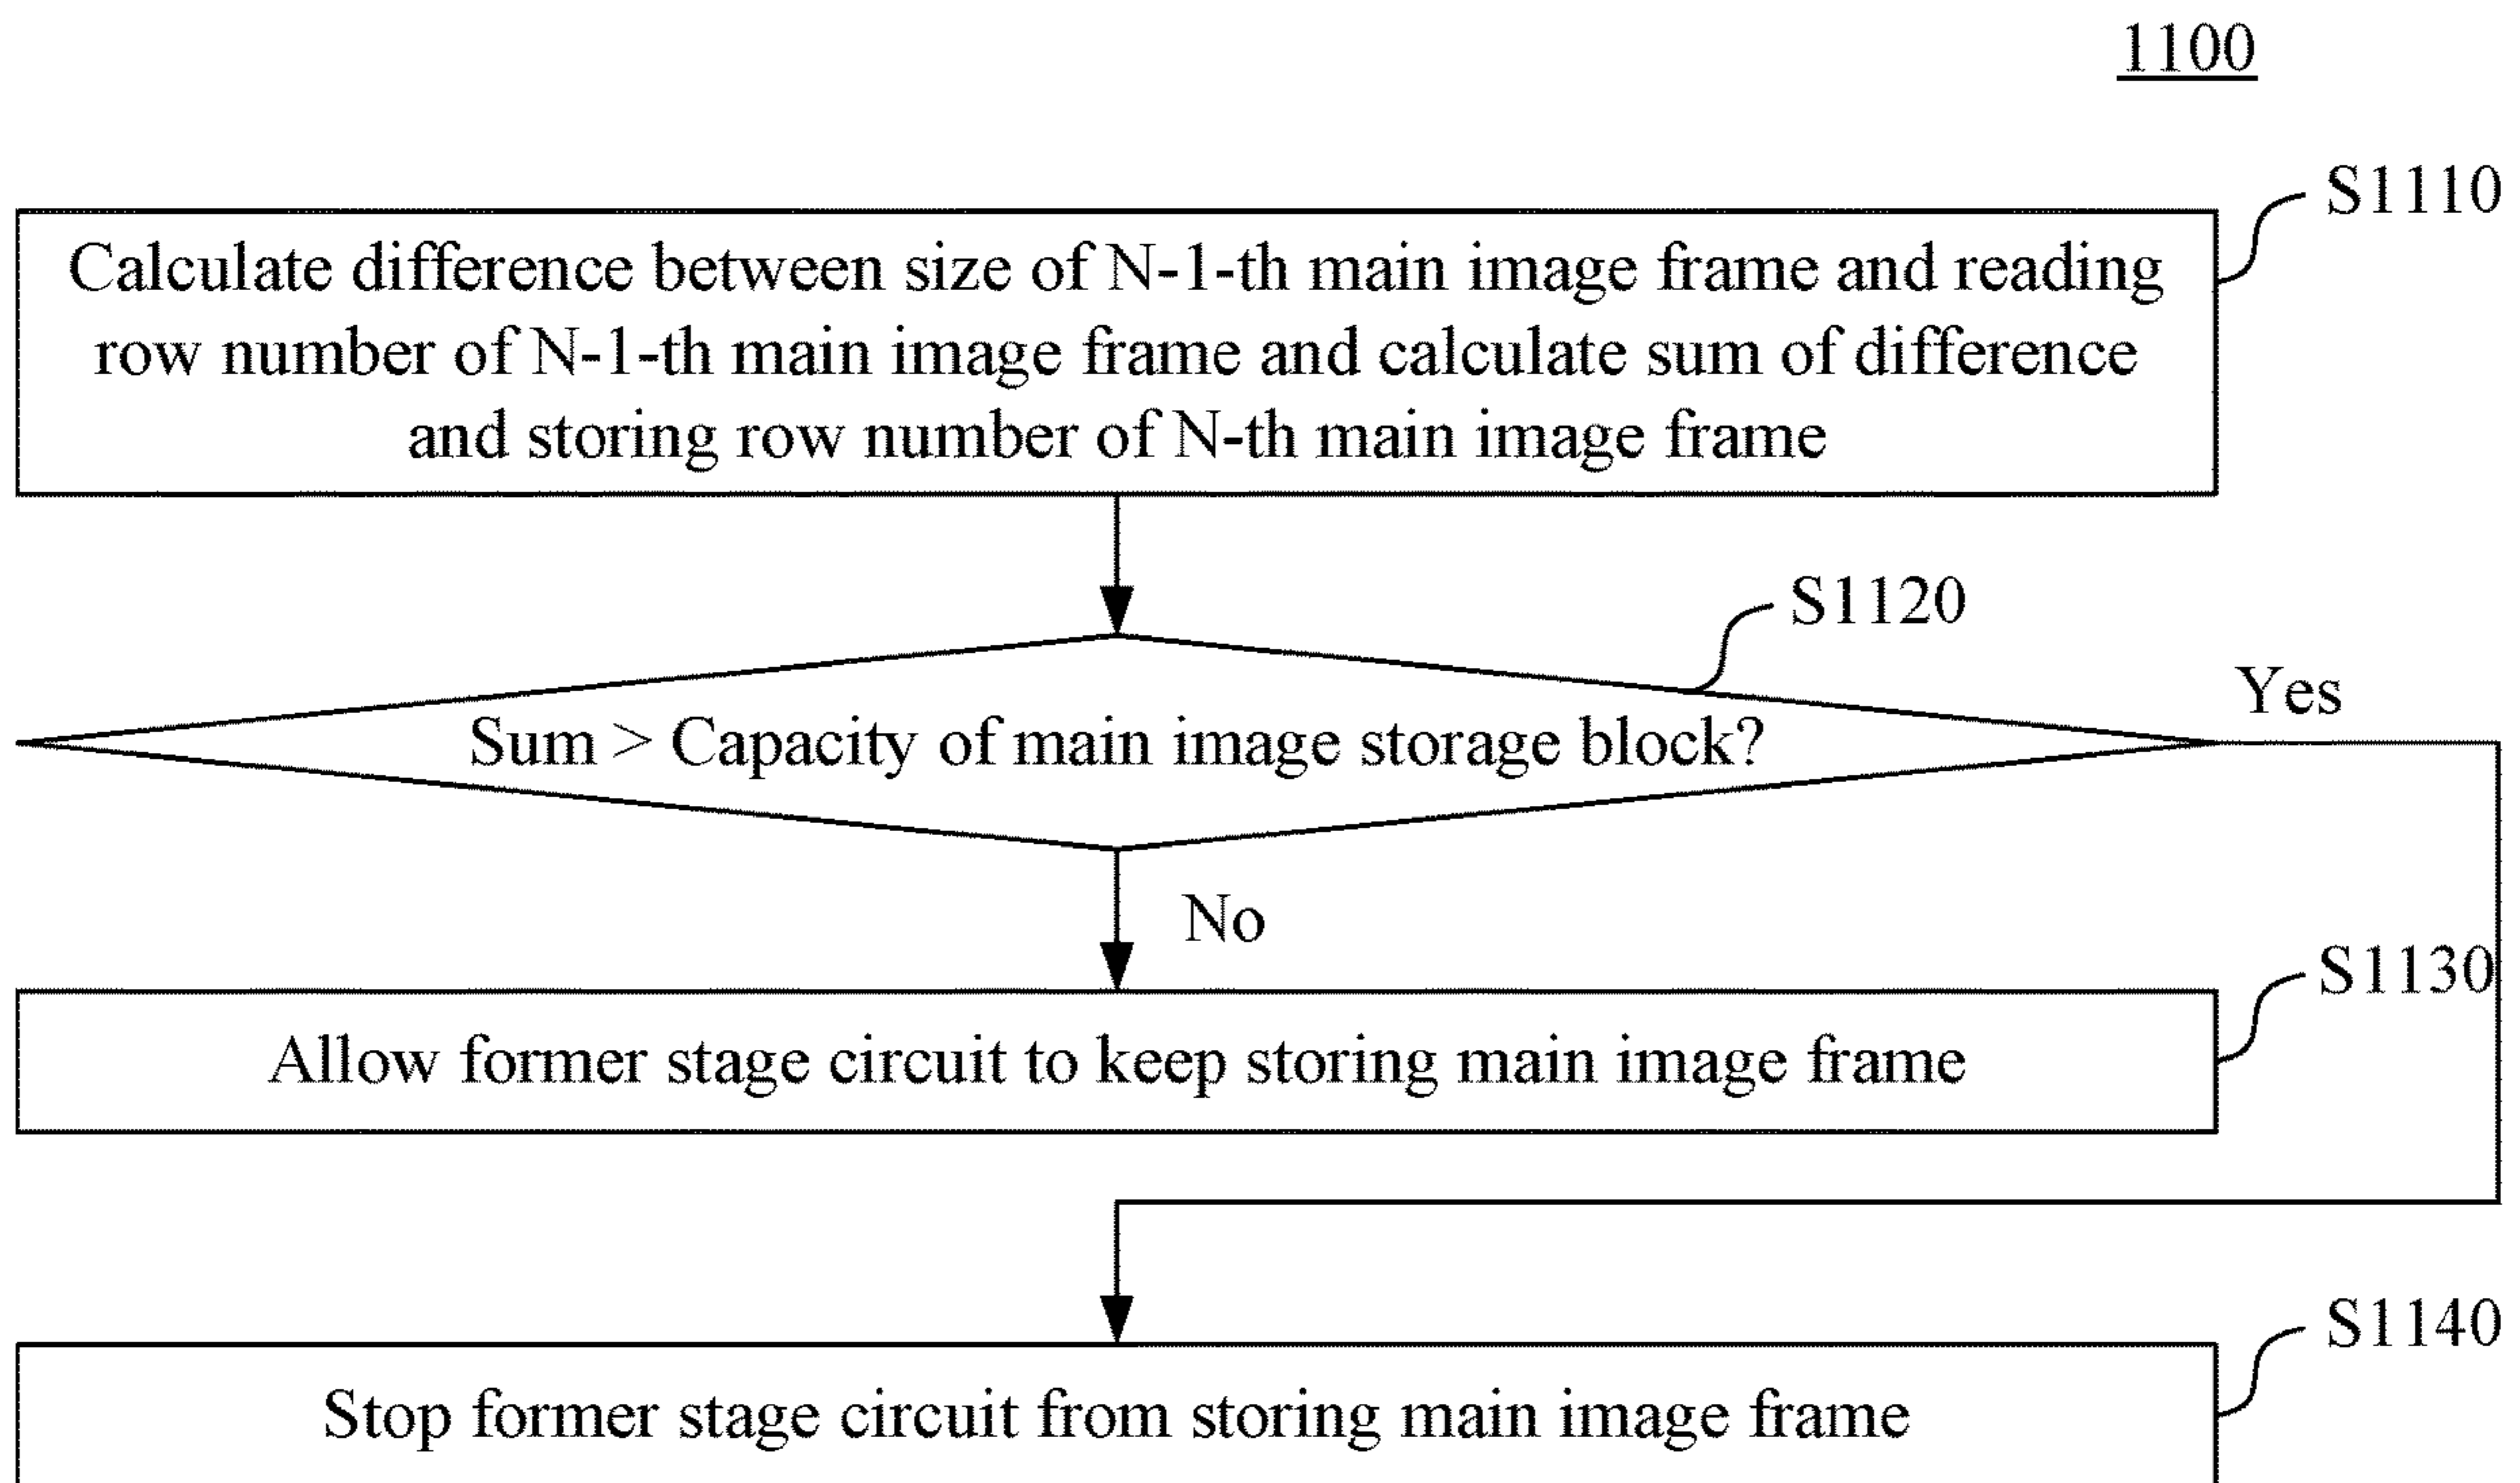 1100
S1110
Calculate difference between size of N-1-th main image frame and reading
row number of N-1-th main image frame and calculate sum of difference
and storing row number of N-th main image frame
S1120
Yes
Sum > Capacity of main image storage block?
No
S1130
Allow former stage circuit to keep storing main image frame
S1140
Stop former stage circuit from storing main image frame